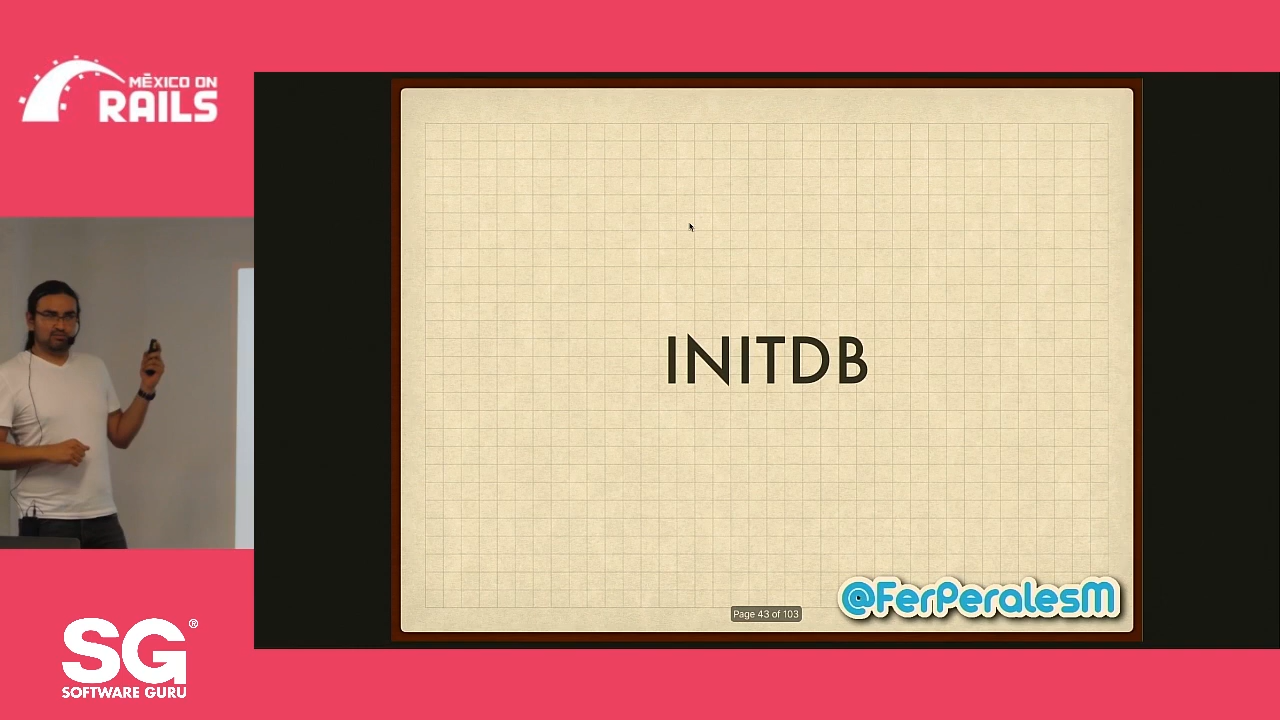 MÉXICO ON
RAILS
INITDB
@FerPeralesM
Page 43 of 103
SG®
SOFTWARE GURU